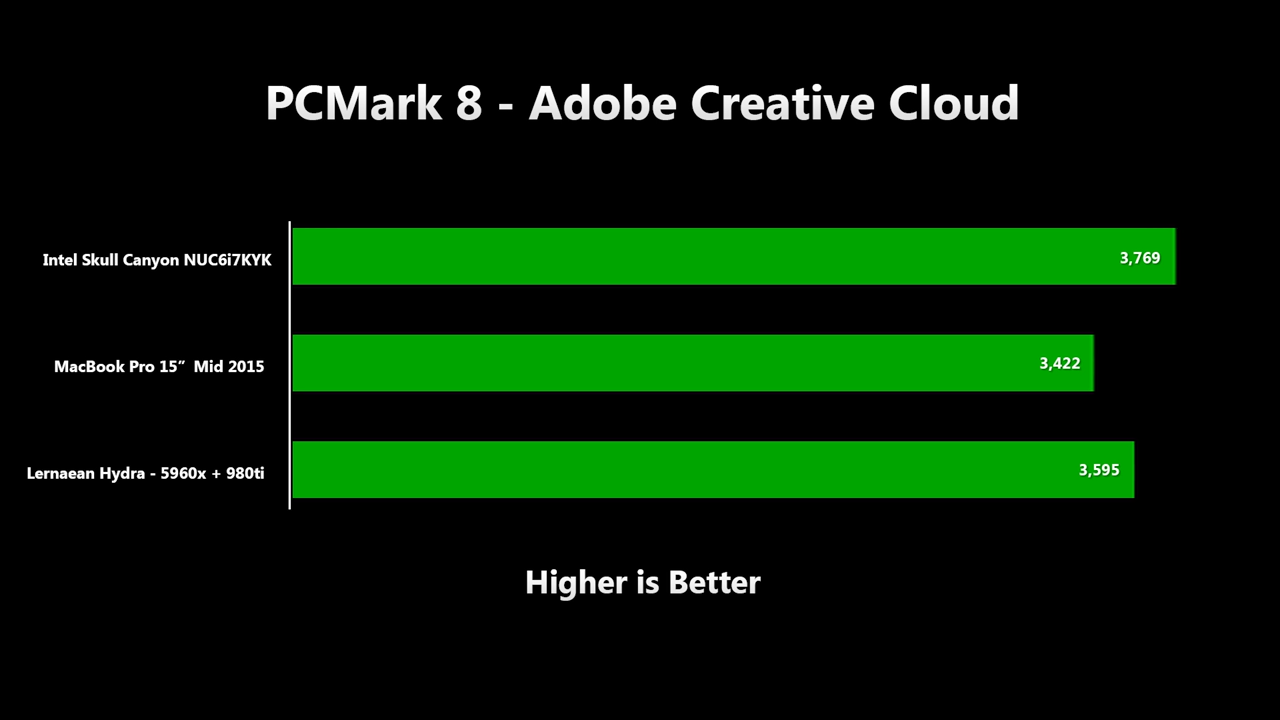 PCMark 8 - Adobe Creative Cloud
Intel Skull Canyon NUC6i7KYK
3,769
MacBook Pro 15” Mid 2015
3,422
Lernaean Hydra - 5960x + 980ti
3,595
Higher is Better